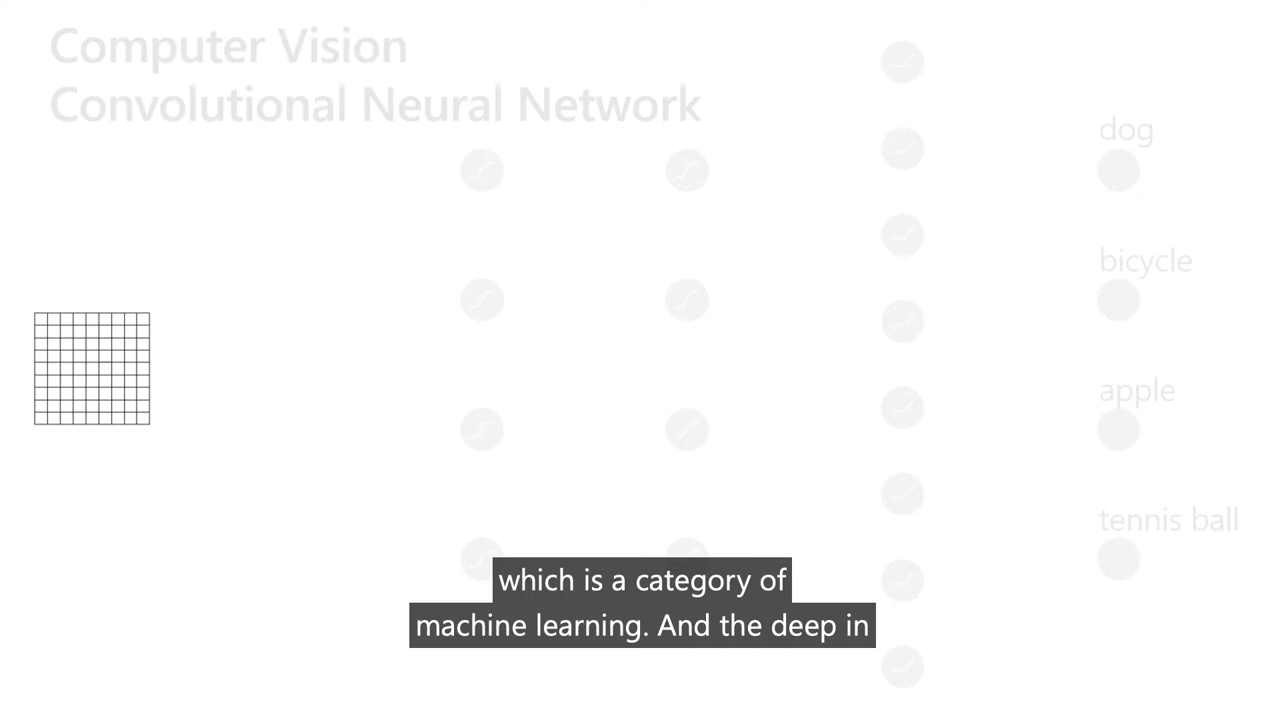 Computer Vision
Convolutional Neural Network
dog
bicycle
apple
tennis ball
which is a category of
machine learning. And the deep in